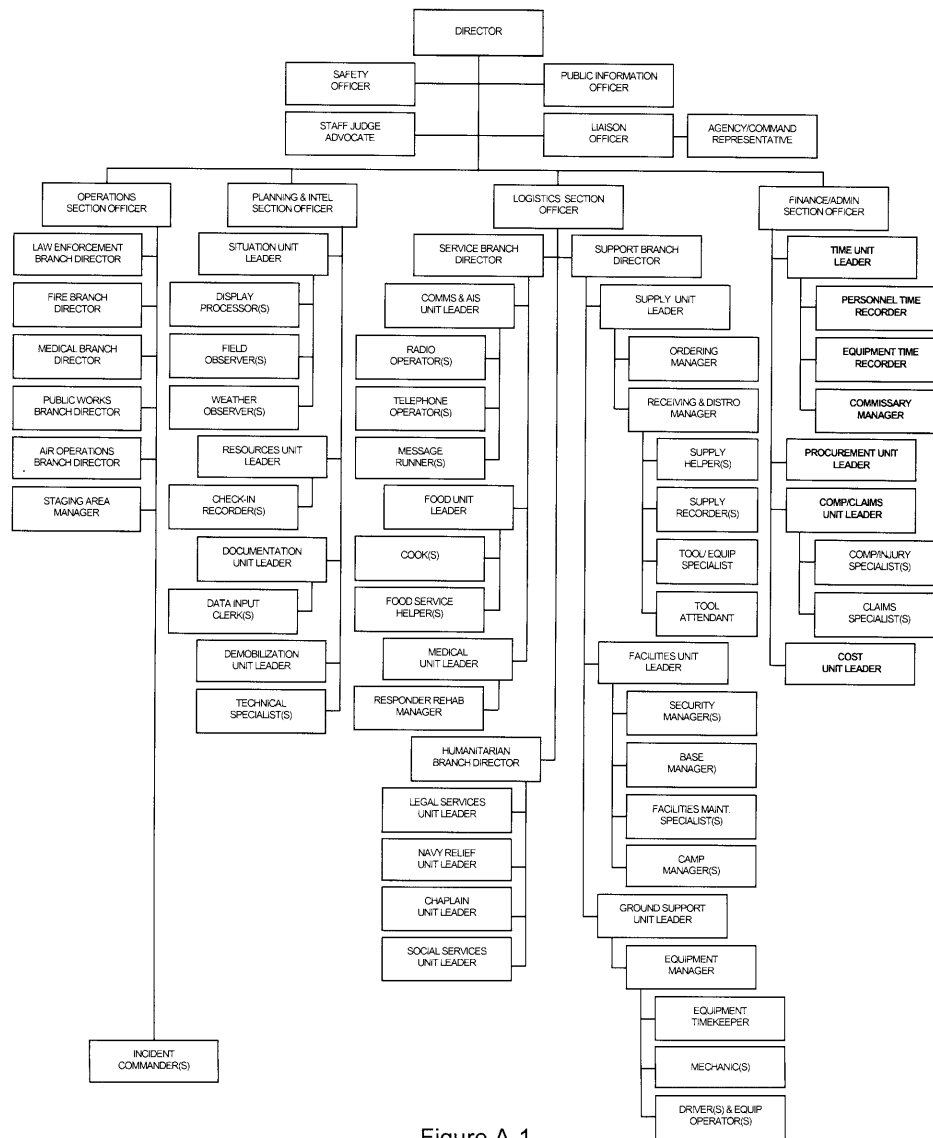 DIRECTOR
SAFETY
OFFICER
PUBLIC INFORMATION
OFFICER
STAFF JUDGE
ADVOCATE
LIAISON
OFFICER
AGENCY/COMMAND
REPRESENTATIVE
OPERATIONS
SECTION OFFICER
LAW ENFORCEMENT
BRANCH DIRECTOR
FIRE BRANCH
DIRECTOR
MEDICAL BRANCH
DIRECTOR
PUBLIC WORKS
BRANCH DIRECTOR
AIR OPERATIONS
BRANCH DIRECTOR
STAGING AREA
MANAGER
INCIDENT
COMMANDER(S)
PLANNING & INTEL
SECTION OFFICER
SITUATION UNIT
LEADER
DISPLAY
PROCESSOR(S)
FIELD
OBSERVER(S)
WEATHER
OBSERVER(S)
RESOURCES UNIT
LEADER
CHECK-IN
RECORDER(S)
DOCUMENTATION
UNIT LEADER
DATA INPUT
CLERK(S)
DEMOBILIZATION
UNIT LEADER
TECHNICAL
SPECIALIST(S)
LOGISTICS SECTION
OFFICER
SERVICE BRANCH
DIRECTOR
COMMS & AIS
UNIT LEADER
RADIO
OPERATOR(S)
TELEPHONE
OPERATOR(S)
MESSAGE
RUNNER(S)
FOOD UNIT
LEADER
COOK(S)
FOOD SERVICE
HELPER(S)
MEDICAL
UNIT LEADER
RESPONDER REHAB
MANAGER
HUMANITARIAN
BRANCH DIRECTOR
LEGAL SERVICES
UNIT LEADER
NAVY RELIEF
UNIT LEADER
CHAPLAIN
UNIT LEADER
SOCIAL SERVICES
UNIT LEADER
SUPPORT BRANCH
DIRECTOR
SUPPLY UNIT
LEADER
ORDERING
MANAGER
RECEIVING & DISTRO
MANAGER
SUPPLY
HELPER(S)
SUPPLY
RECORDER(S)
TOOL/ EQUIP
SPECIALIST
TOOL
ATTENDANT
FACILITIES UNIT
LEADER
SECURITY
MANAGER(S)
BASE
MANAGER)
FACILITIES MAINT.
SPECIALIST(S)
CAMP
MANAGER(S)
GROUND SUPPORT
UNIT LEADER
EQUIPMENT
MANAGER
EQUIPMENT
TIMEKEEPER
MECHANIC(S)
DRIVER(S) & EQUIP
OPERATOR(S)
FINANCE/ADMIN
SECTION OFFICER
TIME UNIT
LEADER
PERSONNEL TIME
RECORDER
EQUIPMENT TIME
RECORDER
COMMISSARY
MANAGER
PROCUREMENT UNIT
LEADER
COMP/CLAIMS
UNIT LEADER
COMP/INJURY
SPECIALIST(S)
CLAIMS
SPECIALIST(S)
COST
UNIT LEADER
Figure A-1